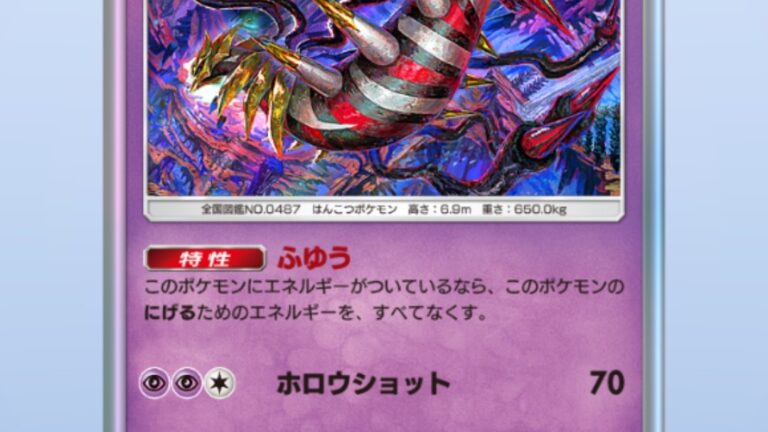 全国図鑑NO.0487 はんこつポケモン 高さ：6.9m 重さ：650.0kg
特性 ふゆう
このポケモンにエネルギーがついているなら、このポケモンの
にげるためのエネルギーを、すべてなくす。
ホロウショット 70